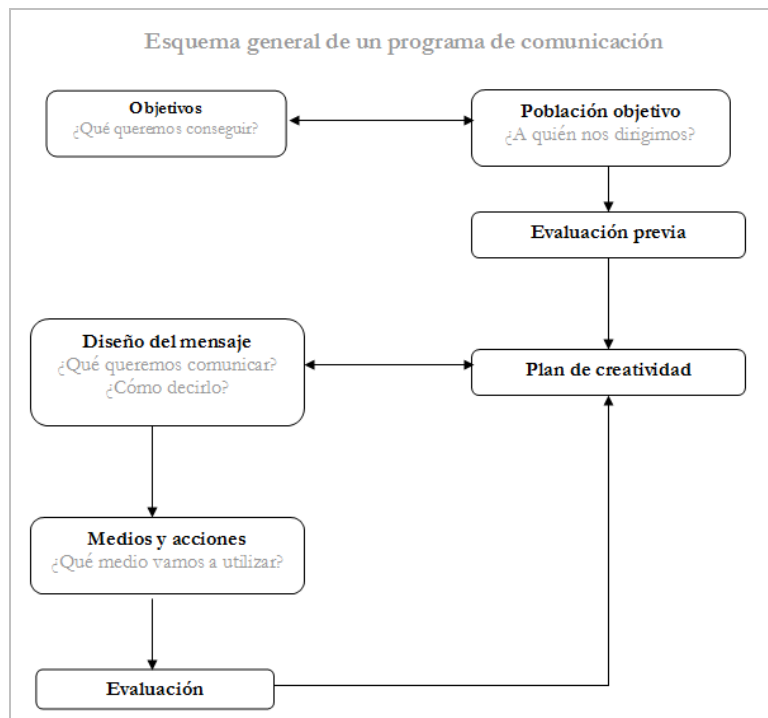 Esquema general de un programa de comunicación
Objetivos
¿Qué queremos conseguir?
Población objetivo
¿A quién nos dirigimos?
Evaluación previa
Diseño del mensaje
¿Qué queremos comunicar?
¿Cómo decirlo?
Plan de creatividad
Medios y acciones
¿Qué medio vamos a utilizar?
Evaluación